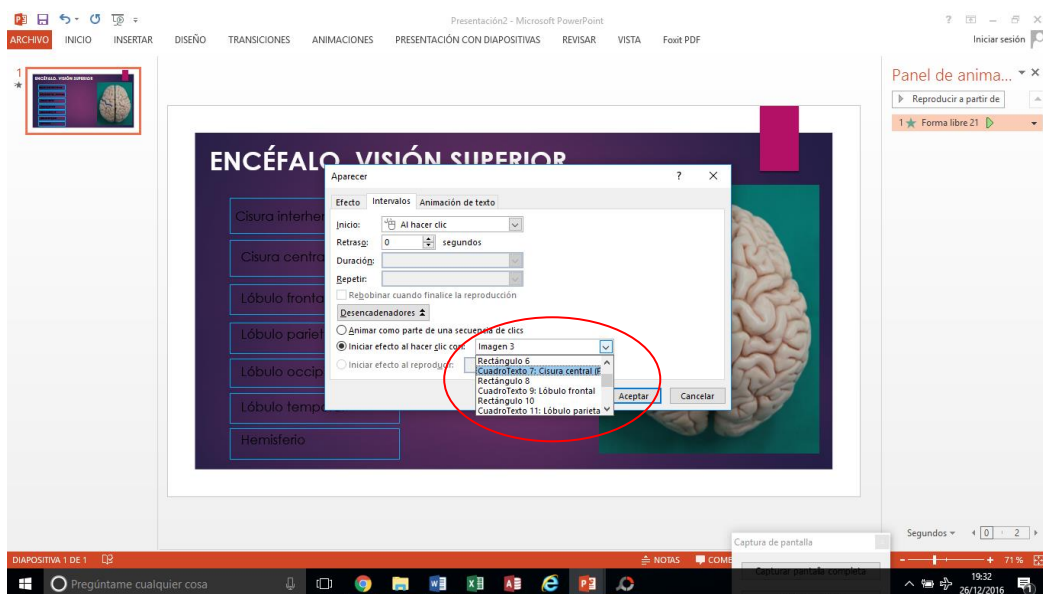 Presentación2 - Microsoft PowerPoint
ARCHIVO INICIO INSERTAR DISEÑO TRANSICIONES ANIMACIONES PRESENTACIÓN CON DIAPOSITIVAS REVISAR VISTA Foxit PDF Iniciar sesión
1
ENCÉFALO. VISIÓN SUPERIOR
Panel de anima...
Reproducir a partir de
1 Forma libre 21
ENCÉFALO. VISIÓN SUPERIOR
Cisura interhe
Cisura centra
Lóbulo fronta
Lóbulo pariet
Lóbulo occip
Lóbulo tempo
Hemisferio
Aparecer ?
Efecto Intervalos Animación de texto
Inicio: Al hacer clic
Retraso: 0 segundos
Duración:
Repetir:
Rebobinar cuando finalice la reproducción
Desencadenadores
Animar como parte de una secuencia de clics
Iniciar efecto al hacer clic con: Imagen 3
Iniciar efecto al reproducir:
Rectángulo 6
CuadroTexto 7: Cisura central (F
Rectángulo 8
CuadroTexto 9: Lóbulo frontal
Rectángulo 10
CuadroTexto 11: Lóbulo parieta
Aceptar Cancelar
Segundos 0 2
Captura de pantalla
Capturar pantalla completa
DIAPOSITIVA 1 DE 1 NOTAS COME 71 %
Pregúntame cualquier cosa
19:32
26/12/2016